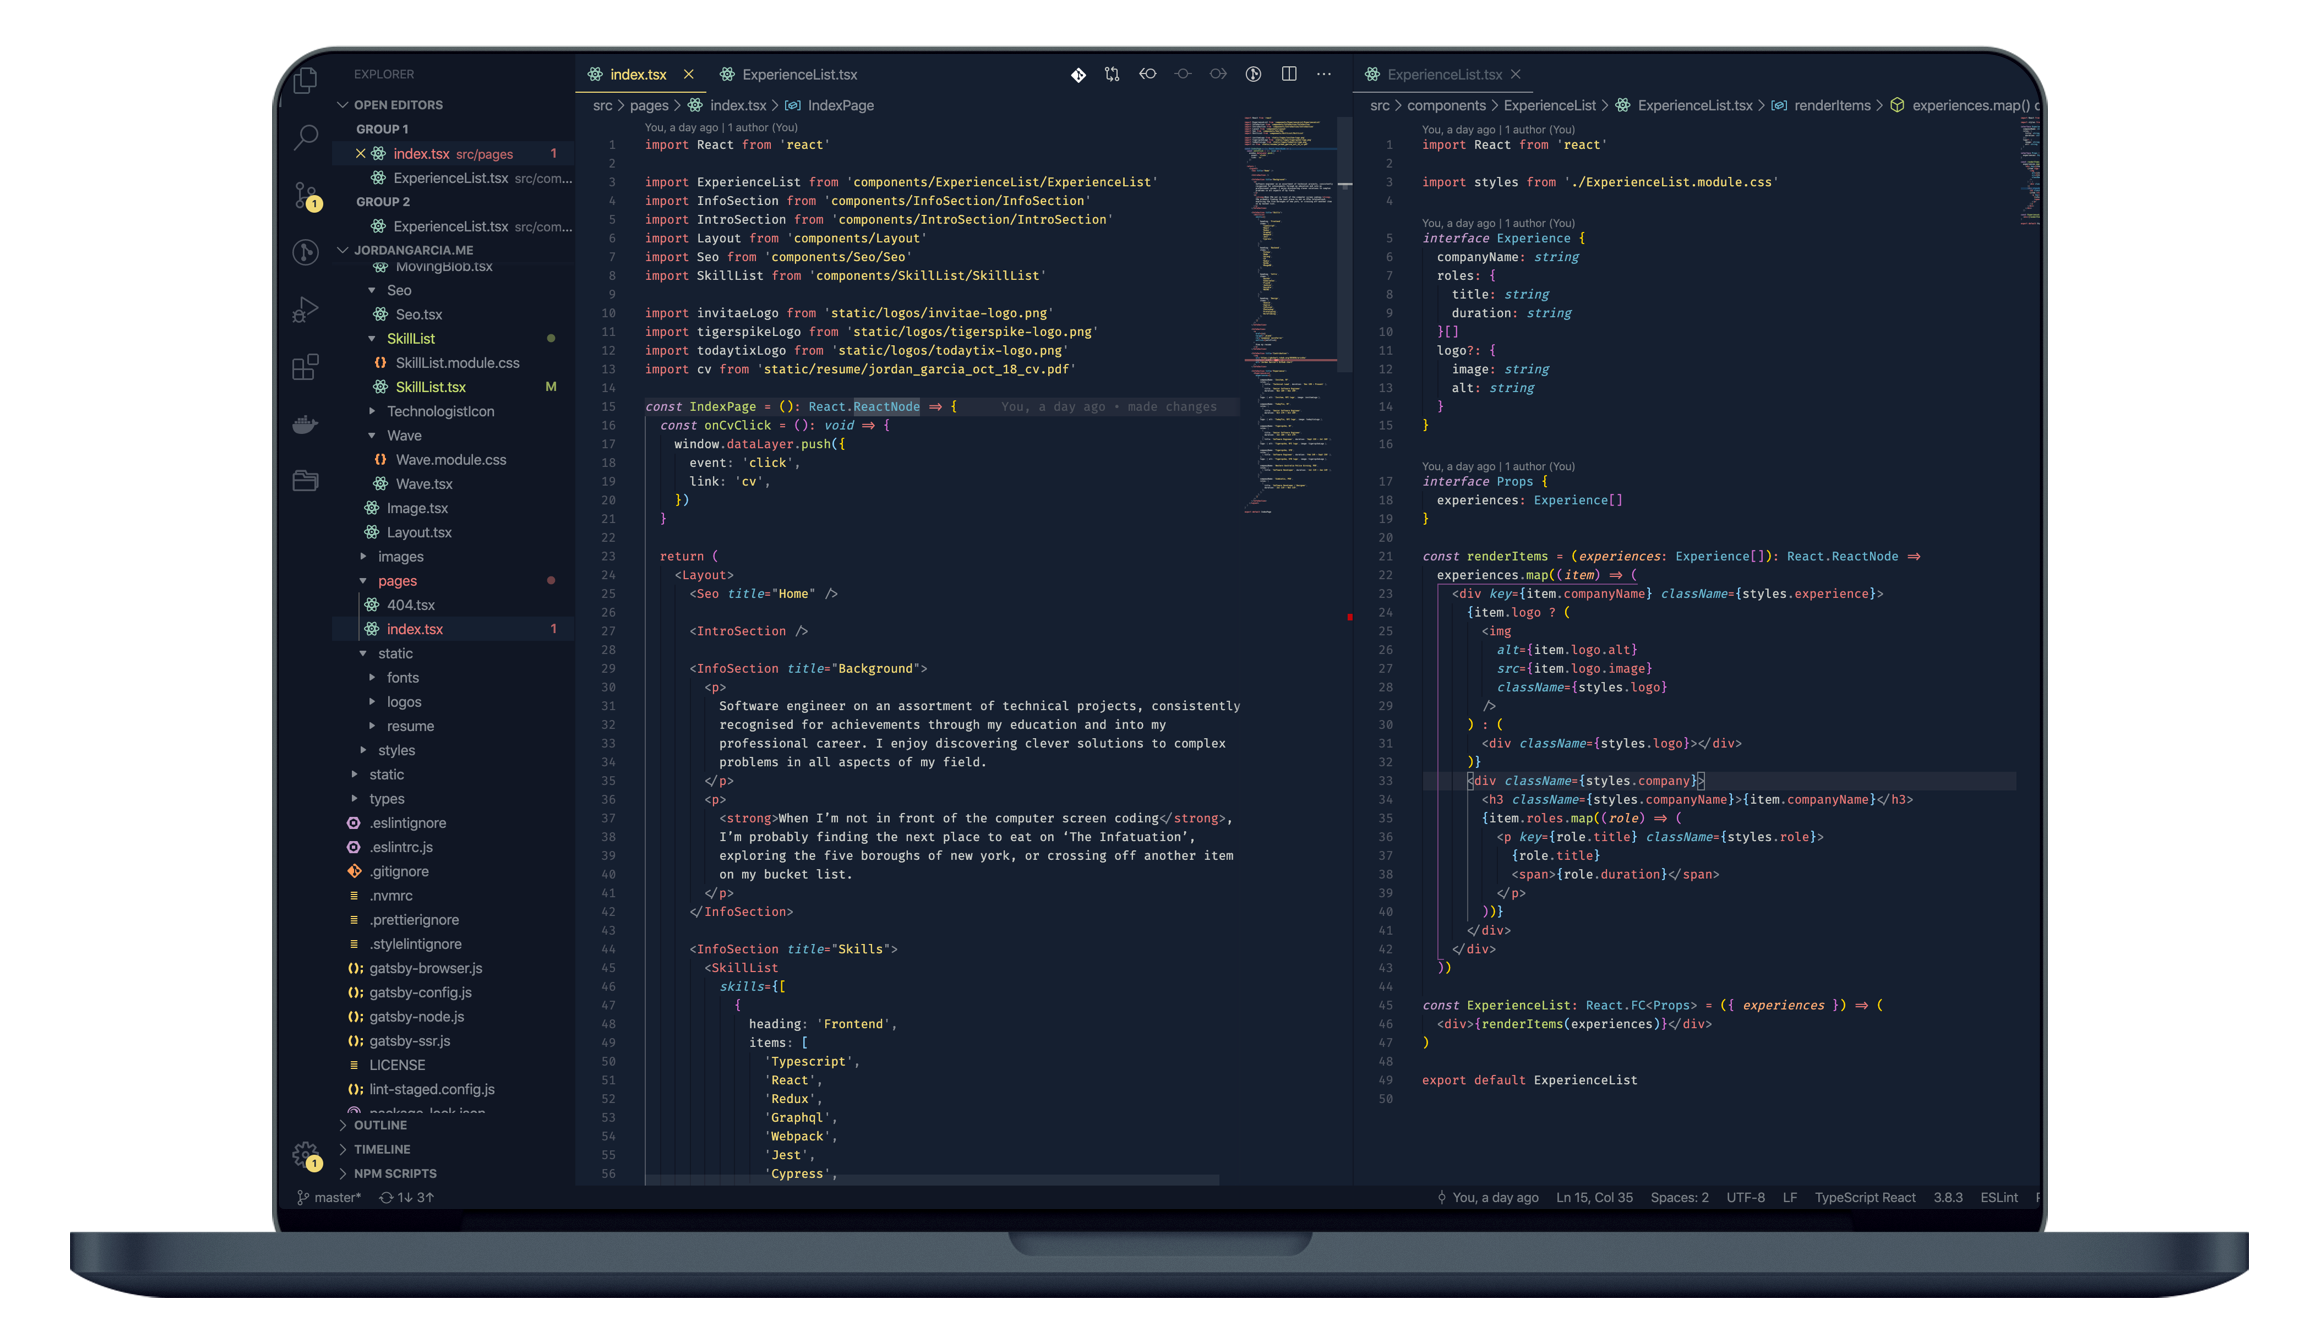 EXPLORER
OPEN EDITORS
GROUP 1
index.tsx src/pages 1
ExperienceList.tsx src/com...
GROUP 2
ExperienceList.tsx src/com...
JORDANGARCIA.ME
MovingBlob.tsx
Seo
Seo.tsx
SkillList
SkillList.module.css
SkillList.tsx M
TechnologistIcon
Wave
Wave.module.css
Wave.tsx
Image.tsx
Layout.tsx
images
pages
404.tsx
index.tsx 1
static
fonts
logos
resume
styles
static
types
.eslintignore
.eslintrc.js
.gitignore
.nvmrc
.prettierignore
.stylelintignore
gatsby-browser.js
gatsby-config.js
gatsby-node.js
gatsby-ssr.js
LICENSE
lint-staged.config.js
package-lock.json
OUTLINE
TIMELINE
NPM SCRIPTS
1
1
index.tsx ExperienceList.tsx
src > pages > index.tsx > IndexPage
You, a day ago | 1 author (You)
1 import React from 'react'
2
3 import ExperienceList from 'components/ExperienceList/ExperienceList'
4 import InfoSection from 'components/InfoSection/InfoSection'
5 import IntroSection from 'components/IntroSection/IntroSection'
6 import Layout from 'components/Layout'
7 import Seo from 'components/Seo/Seo'
8 import SkillList from 'components/SkillList/SkillList'
9
10 import invitaeLogo from 'static/logos/invitae-logo.png'
11 import tigerspikeLogo from 'static/logos/tigerspike-logo.png'
12 import todaytixLogo from 'static/logos/todaytix-logo.png'
13 import cv from 'static/resume/jordan_garcia_oct_18_cv.pdf'
14
15 const IndexPage = (): React.ReactNode => { You, a day ago • made changes
16 const onCvClick = (): void => {
17 window.dataLayer.push({
18 event: 'click',
19 link: 'cv',
20 })
21 }
22
23 return (
24 <Layout>
25 <Seo title="Home" />
26
27 <IntroSection />
28
29 <InfoSection title="Background">
30 <p>
31 Software engineer on an assortment of technical projects, consistently
32 recognised for achievements through my education and into my
33 professional career. I enjoy discovering clever solutions to complex
34 problems in all aspects of my field.
35 </p>
36 <p>
37 <strong>When I’m not in front of the computer screen coding</strong>,
38 I’m probably finding the next place to eat on ‘The Infatuation’,
39 exploring the five boroughs of new york, or crossing off another item
40 on my bucket list.
41 </p>
42 </InfoSection>
43
44 <InfoSection title="Skills">
45 <SkillList
46 skills={[
47 {
48 heading: 'Frontend',
49 items: [
50 'Typescript',
51 'React',
52 'Redux',
53 'Graphql',
54 'Webpack',
55 'Jest',
56 'Cypress',
ExperienceList.tsx
src > components > ExperienceList > ExperienceList.tsx > renderItems > experiences.map() c
You, a day ago | 1 author (You)
1 import React from 'react'
2
3 import styles from './ExperienceList.module.css'
4
You, a day ago | 1 author (You)
5 interface Experience {
6 companyName: string
7 roles: {
8 title: string
9 duration: string
10 }[]
11 logo?: {
12 image: string
13 alt: string
14 }
15 }
16
You, a day ago | 1 author (You)
17 interface Props {
18 experiences: Experience[]
19 }
20
21 const renderItems = (experiences: Experience[]): React.ReactNode =>
22 experiences.map((item) => (
23 <div key={item.companyName} className={styles.experience}>
24 {item.logo ? (
25 <img
26 alt={item.logo.alt}
27 src={item.logo.image}
28 className={styles.logo}
29 />
30 ) : (
31 <div className={styles.logo}></div>
32 )}
33 <div className={styles.company}>
34 <h3 className={styles.companyName}>{item.companyName}</h3>
35 {item.roles.map((role) => (
36 <p key={role.title} className={styles.role}>
37 {role.title}
38 <span>{role.duration}</span>
39 </p>
40 ))}
41 </div>
42 </div>
43 ))
44
45 const ExperienceList: React.FC<Props> = ({ experiences }) => (
46 <div>{renderItems(experiences)}</div>
47 )
48
49 export default ExperienceList
50
master* 1↓ 3↑
You, a day ago Ln 15, Col 35 Spaces: 2 UTF-8 LF TypeScript React 3.8.3 ESLint